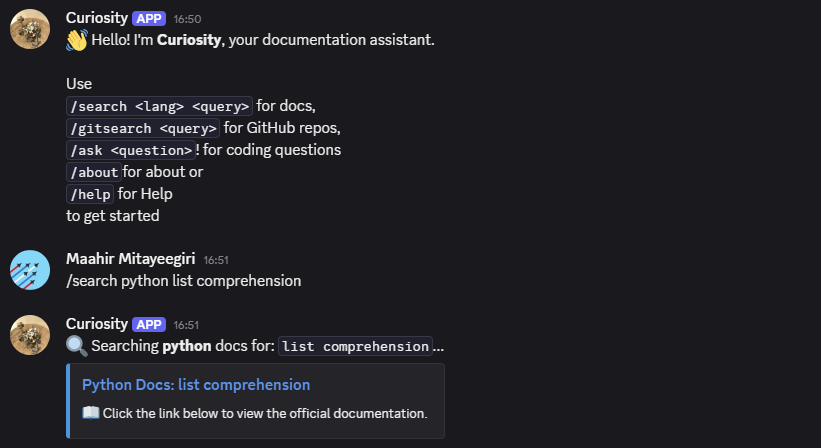 Curiosity APP 16:50
👋 Hello! I'm Curiosity, your documentation assistant.
Use
/search <lang> <query> for docs,
/gitsearch <query> for GitHub repos,
/ask <question>! for coding questions
/about for about or
/help for Help
to get started
Maahir Mitayeegiri 16:51
/search python list comprehension
Curiosity APP 16:51
🔍 Searching python docs for: list comprehension...
Python Docs: list comprehension
📖 Click the link below to view the official documentation.